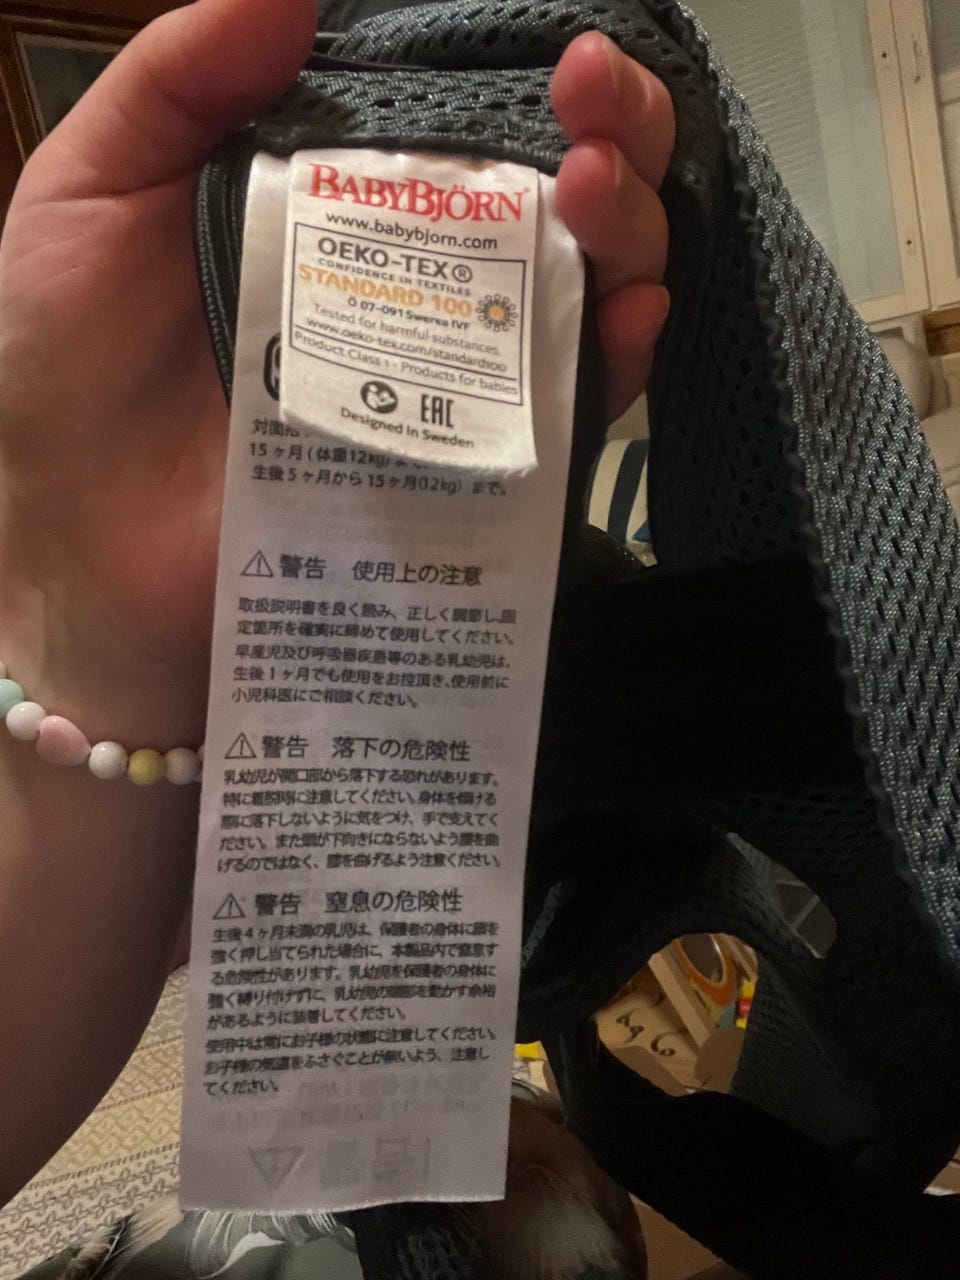 BABYBJÖRN®
www.babybjorn.com
OEKO-TEX®
CONFIDENCE IN TEXTILES
STANDARD 100
Ö 07-091 Swerea IVF
Tested for harmful substances.
www.oeko-tex.com/standard100
Product Class 1 - Products for babies
EAC
Designed in Sweden
対面抱
15ヶ月(体重12kg)ま
生後5ヶ月から15ヶ月(12kg)まで。
警告 使用上の注意
取扱説明書を良く読み、正しく調節し、固
定箇所を確実に締めて使用してください。
早産児及び呼吸器疾患等のある乳幼児は、
生後1ヶ月でも使用をお控頂き、使用前に
小児科医にご相談ください。
警告 落下の危険性
乳幼児が開口部から落下する恐れがあります。
特に着脱時に注意してください。身体を傾ける
際に落下しないように気をつけ、手で支えてく
ださい。また頭が下向きにならないよう腰を曲
げるのではなく、膝を曲げるよう注意ください。
警告 窒息の危険性
生後4ヶ月未満の乳児は、保護者の身体に顔を
強く押し当てられた場合に、本製品内で窒息す
る危険性があります。乳幼児を保護者の身体に
強く縛り付けずに、乳幼児の頭部を動かす余裕
があるように装着してください。
使用中は常にお子様の状態に注意してください。
お子様の気道をふさぐことが無いよう、注意し
てください。